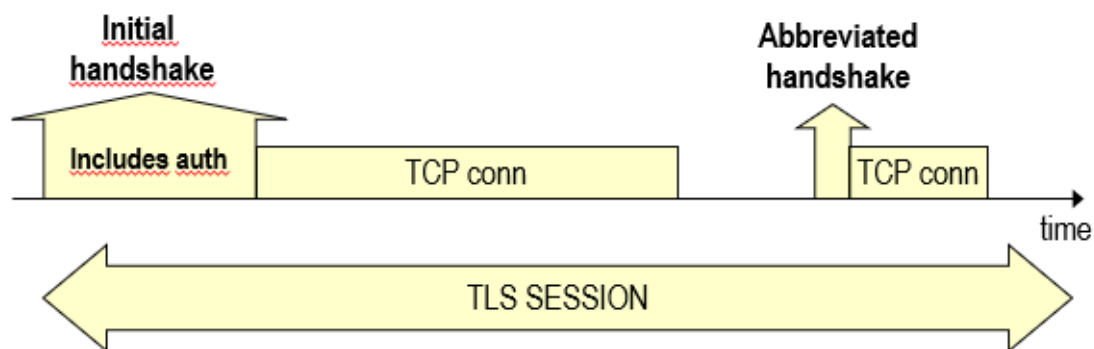 Initial
handshake
Abbreviated
handshake
Includes auth
TCP conn
TCP conn
time
TLS SESSION